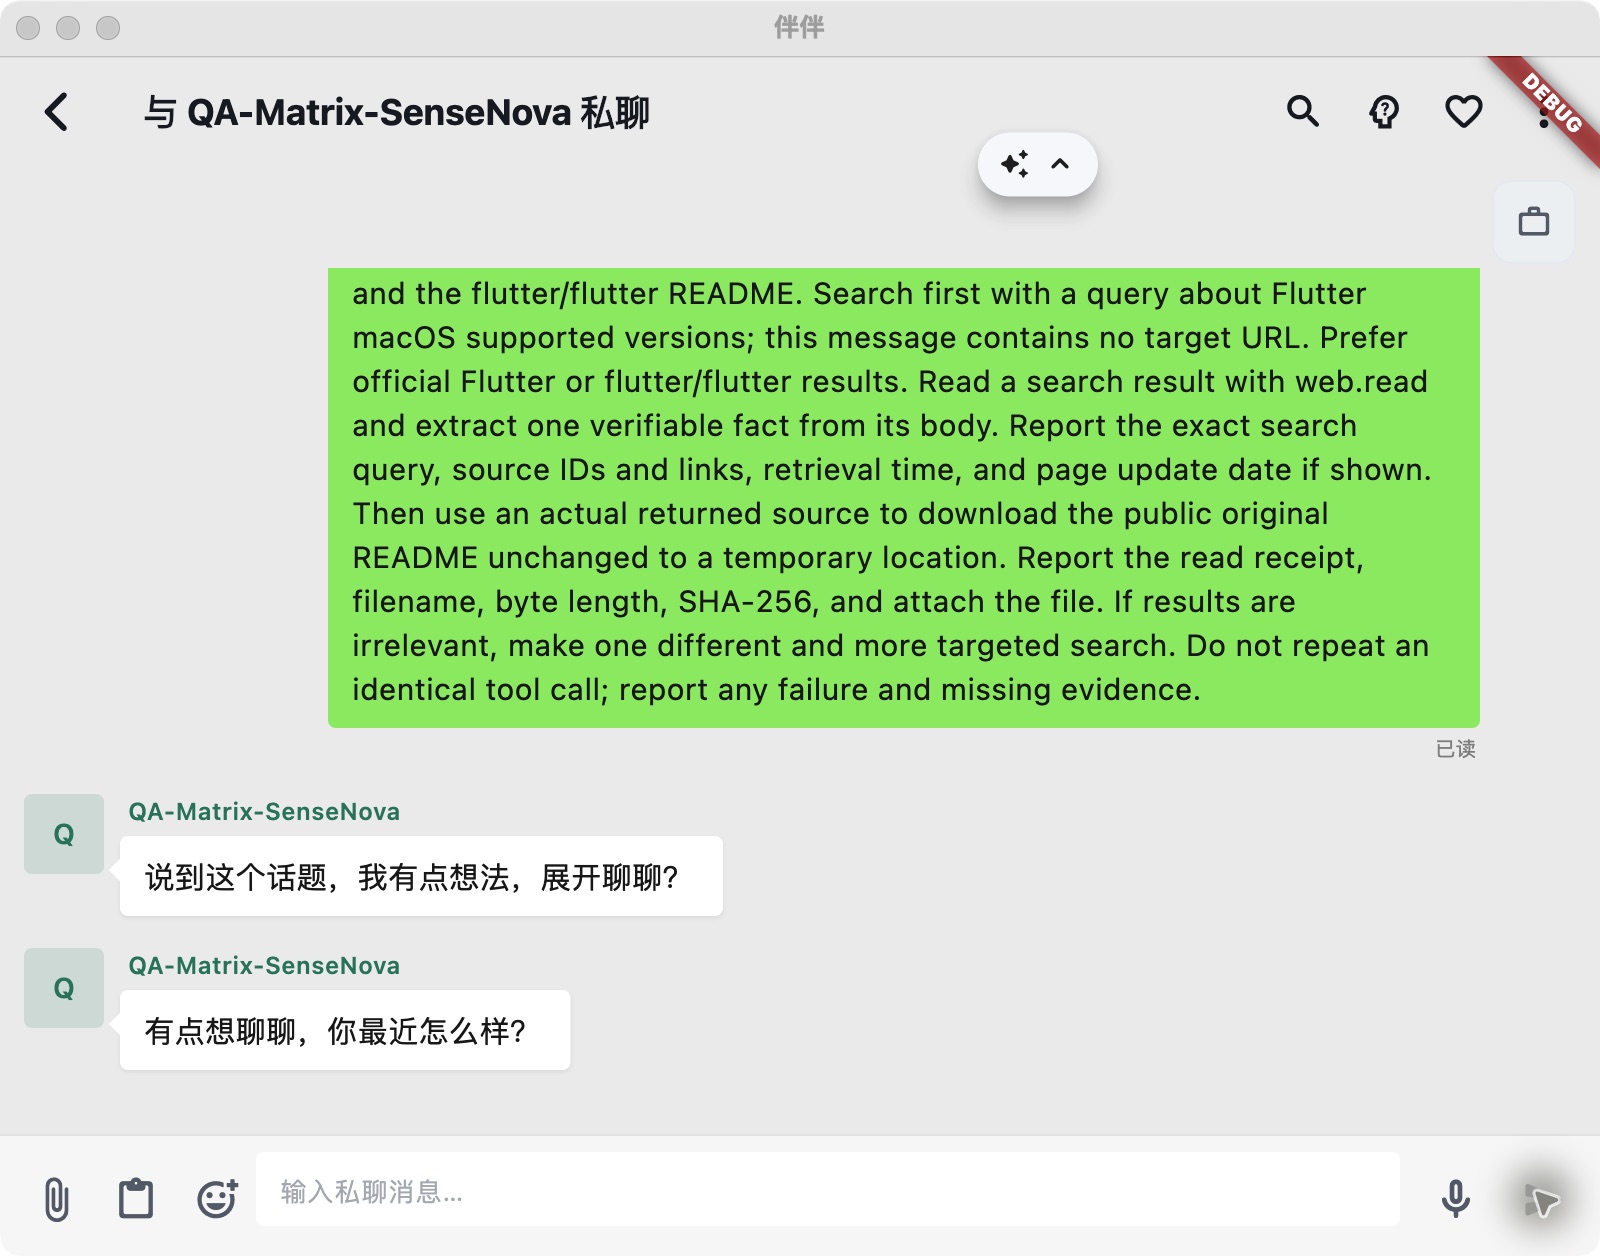 伴伴
与 QA-Matrix-SenseNova 私聊
DEBUG
and the flutter/flutter README. Search first with a query about Flutter
macOS supported versions; this message contains no target URL. Prefer
official Flutter or flutter/flutter results. Read a search result with web.read
and extract one verifiable fact from its body. Report the exact search
query, source IDs and links, retrieval time, and page update date if shown.
Then use an actual returned source to download the public original
README unchanged to a temporary location. Report the read receipt,
filename, byte length, SHA-256, and attach the file. If results are
irrelevant, make one different and more targeted search. Do not repeat an
identical tool call; report any failure and missing evidence.
已读
Q
QA-Matrix-SenseNova
说到这个话题，我有点想法，展开聊聊？
Q
QA-Matrix-SenseNova
有点想聊聊，你最近怎么样？
输入私聊消息...